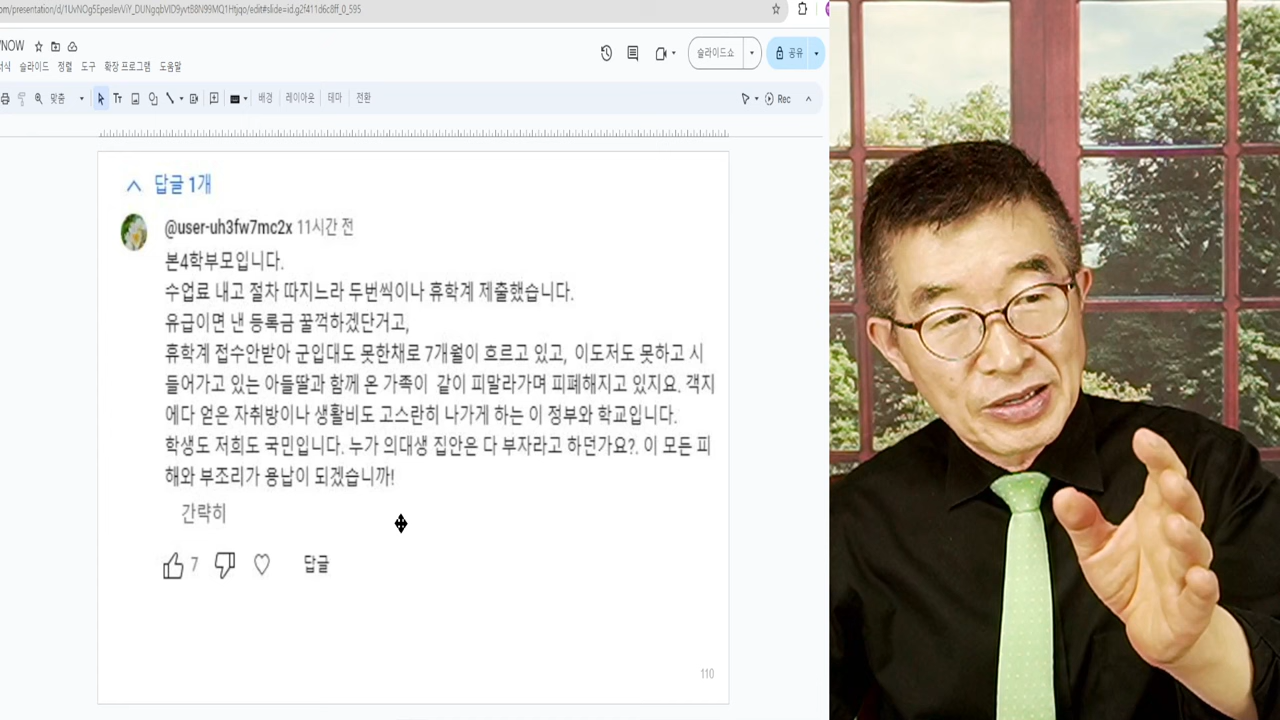 com/presentation/d/1UvNOg5EpeslevViY_DUNgqbVlD9yvtB8N99MQ1Htjqo/edit#slide=id.g2f411d6c8ff_0_595
NOW
서식 슬라이드 정렬 도구 확장 프로그램 도움말
슬라이드쇼
공유
맞춤
배경 레이아웃 테마 전환
Rec
답글 1개
@user-uh3fw7mc2x 11시간 전
본4학부모입니다.
수업료 내고 절차 따지느라 두번씩이나 휴학계 제출했습니다.
유급이면 낸 등록금 꿀꺽하겠단거고,
휴학계 접수안받아 군입대도 못한채로 7개월이 흐르고 있고, 이도저도 못하고 시
들어가고 있는 아들딸과 함께 온 가족이 같이 피말라가며 피폐해지고 있지요. 객지
에다 얻은 자취방이나 생활비도 고스란히 나가게 하는 이 정부와 학교입니다.
학생도 저희도 국민입니다. 누가 의대생 집안은 다 부자라고 하던가요?. 이 모든 피
해와 부조리가 용납이 되겠습니까!
간략히
7
답글
110